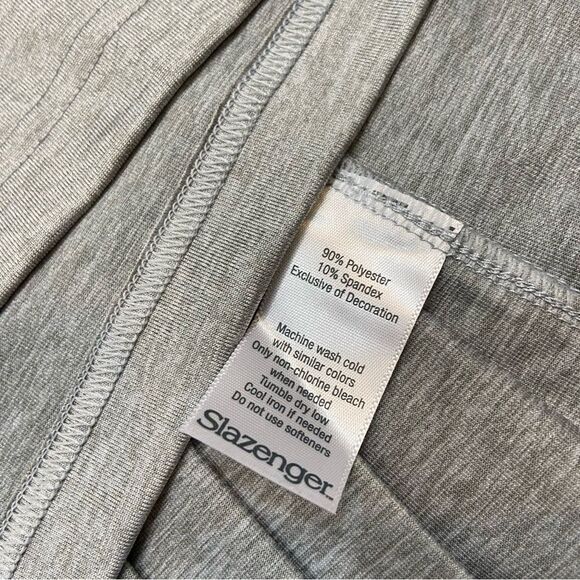 90% Polyester
10% Spandex
Exclusive of Decoration
Machine wash cold
with similar colors
Only non-chlorine bleach
when needed
Tumble dry low
Cool iron if needed
Do not use softeners
Slazenger™